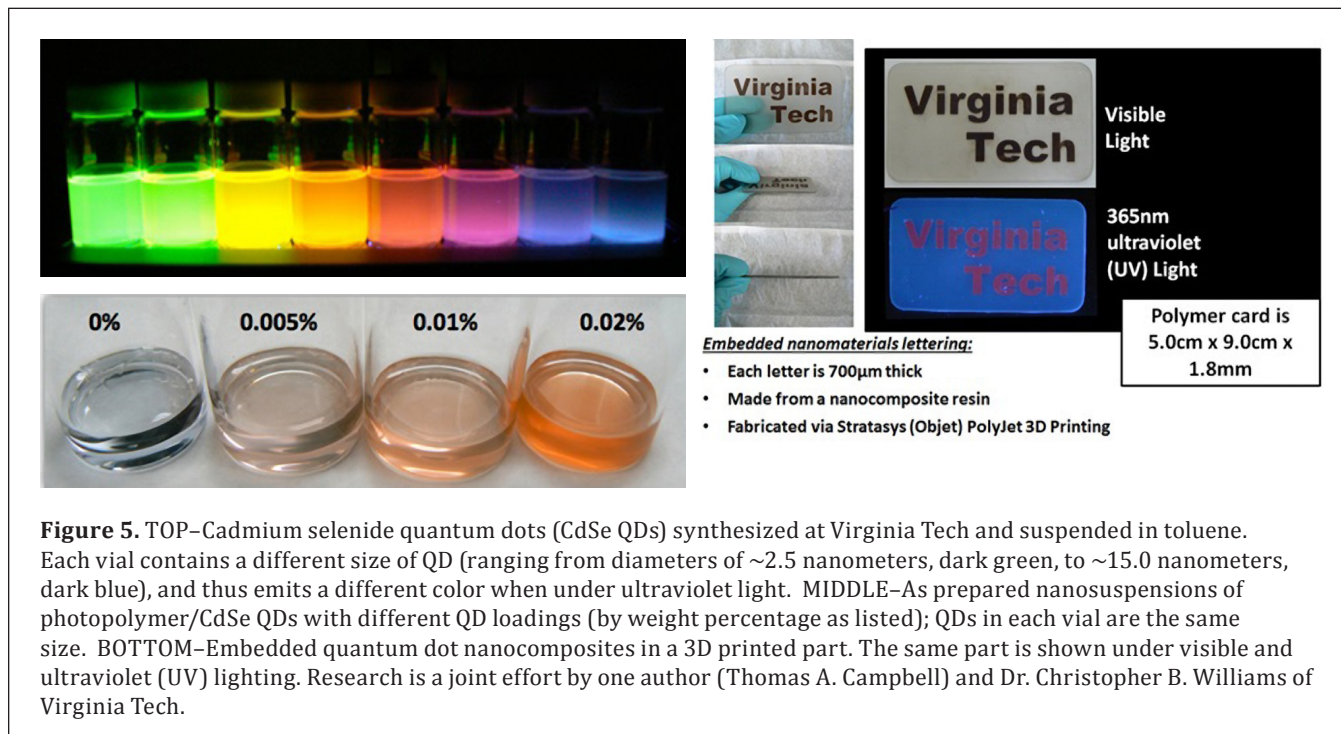 0%
0.005%
0.01%
0.02%
Virginia
Tech
Virginia
Tech
Virginia
Tech
Visible
Light
Virginia
Tech
365nm
ultraviolet
(UV) Light
Polymer card is
5.0cm x 9.0cm x
1.8mm
Embedded nanomaterials lettering:
• Each letter is 700µm thick
• Made from a nanocomposite resin
• Fabricated via Stratasys (Objet) PolyJet 3D Printing
Figure 5. TOP–Cadmium selenide quantum dots (CdSe QDs) synthesized at Virginia Tech and suspended in toluene.
Each vial contains a different size of QD (ranging from diameters of ~2.5 nanometers, dark green, to ~15.0 nanometers,
dark blue), and thus emits a different color when under ultraviolet light. MIDDLE–As prepared nanosuspensions of
photopolymer/CdSe QDs with different QD loadings (by weight percentage as listed); QDs in each vial are the same
size. BOTTOM–Embedded quantum dot nanocomposites in a 3D printed part. The same part is shown under visible and
ultraviolet (UV) lighting. Research is a joint effort by one author (Thomas A. Campbell) and Dr. Christopher B. Williams of
Virginia Tech.